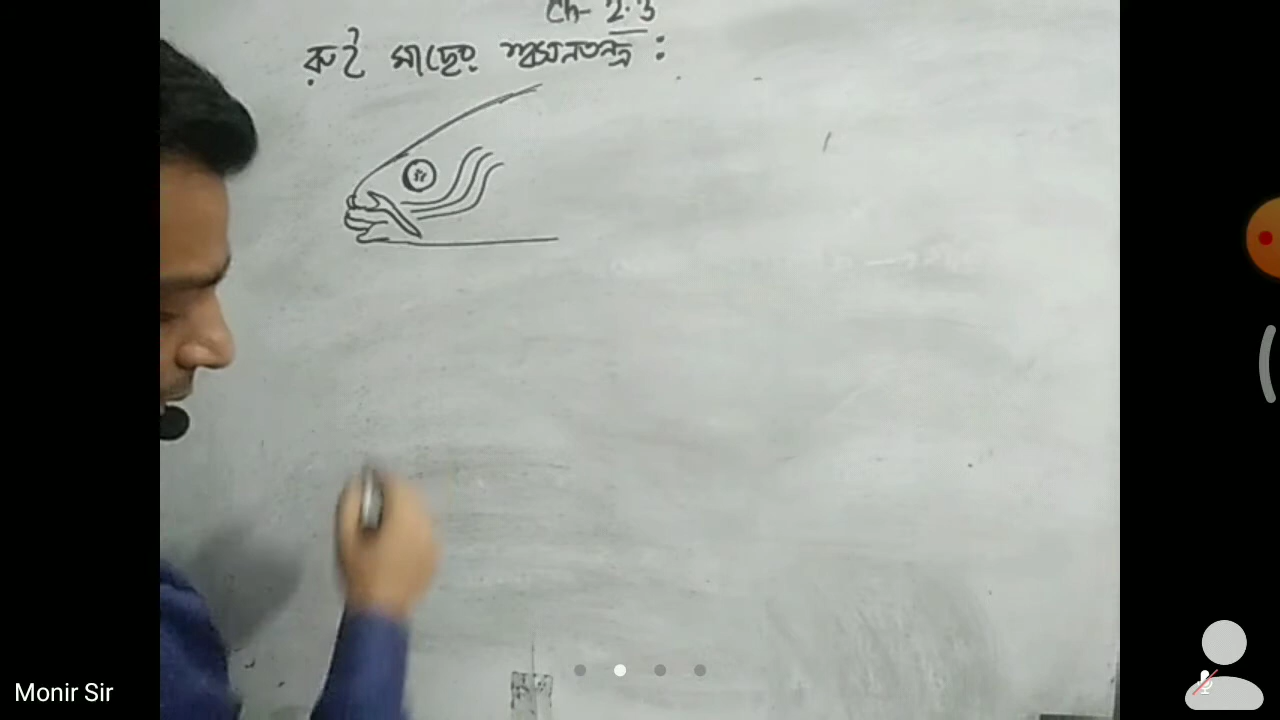 Ch- 2.3
রুই মাছের শ্বসনতন্ত্র :
Monir Sir